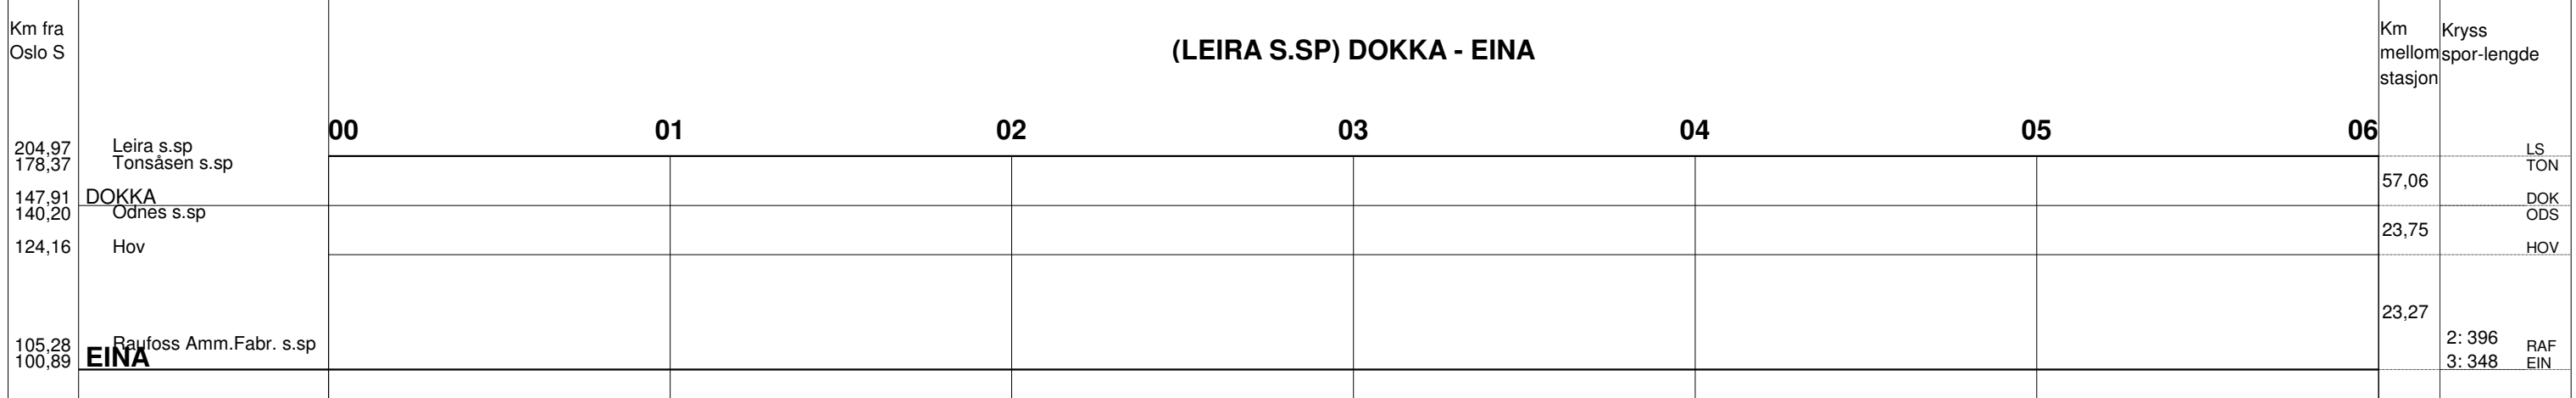 Km fra
Oslo S
(LEIRA S.SP) DOKKA - EINA
Km
mellom
stasjon
Kryss
spor-lengde
00 01 02 03 04 05 06
204,97 Leira s.sp LS
178,37 Tonsåsen s.sp TON
57,06
147,91 DOKKA DOK
140,20 Odnes s.sp ODS
23,75
124,16 Hov HOV
23,27
2: 396
105,28 Raufoss Amm.Fabr. s.sp RAF
100,89 EINA 3: 348 EIN